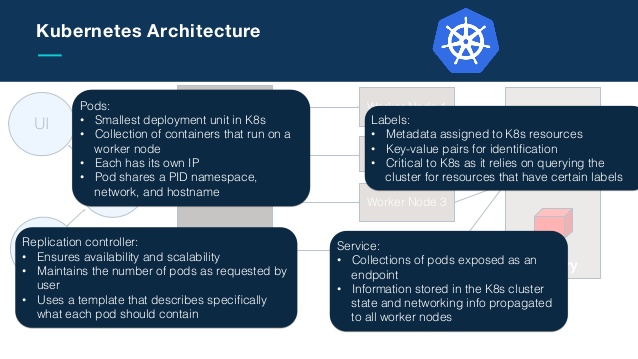 Kubernetes Architecture
UI
Pods:
• Smallest deployment unit in K8s
• Collection of containers that run on a
worker node
• Each has its own IP
• Pod shares a PID namespace,
network, and hostname
Labels:
• Metadata assigned to K8s resources
• Key-value pairs for identification
• Critical to K8s as it relies on querying the
cluster for resources that have certain labels
Worker Node 3
Replication controller:
• Ensures availability and scalability
• Maintains the number of pods as requested by
user
• Uses a template that describes specifically
what each pod should contain
Service:
• Collections of pods exposed as an
endpoint
• Information stored in the K8s cluster
state and networking info propagated
to all worker nodes